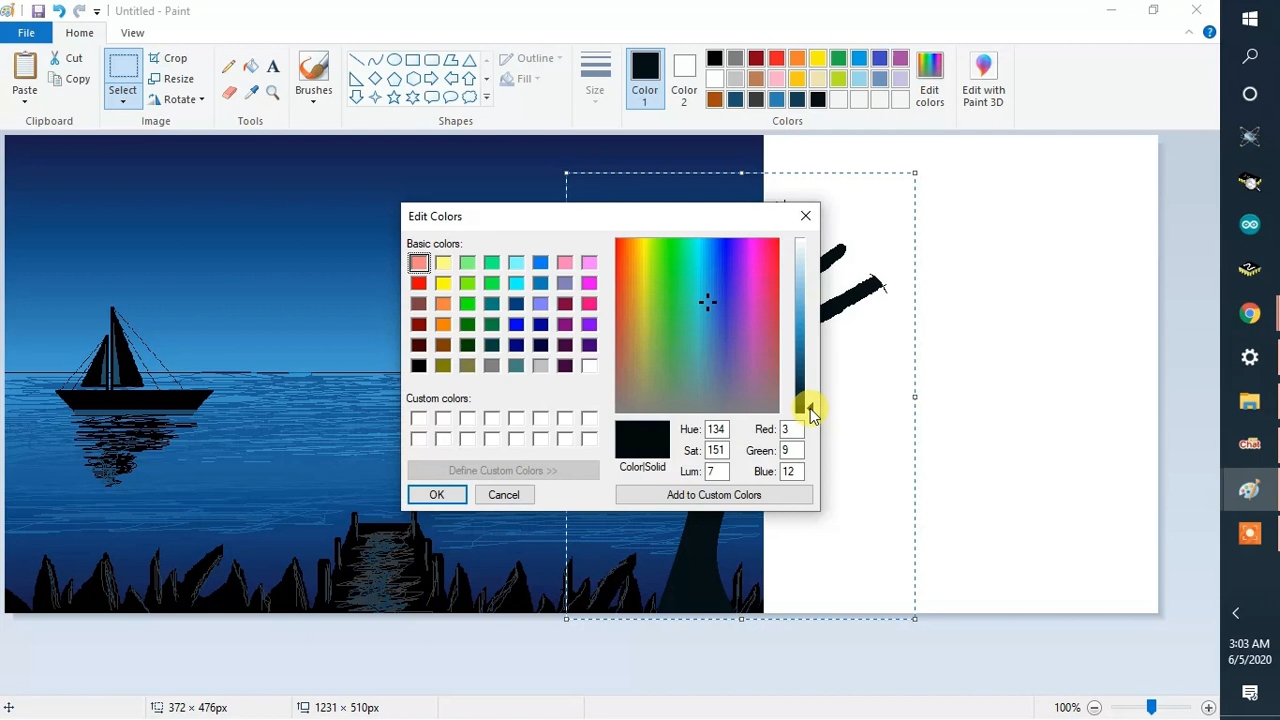 Untitled - Paint
File
Home
View
Paste
Cut
Copy
Clipboard
Select
Crop
Resize
Rotate
Image
A
Tools
Brushes
Outline
Fill
Shapes
Size
Color 1
Color 2
Edit colors
Edit with Paint 3D
Colors
Edit Colors
Basic colors:
Custom colors:
Define Custom Colors >>
OK
Cancel
Color|Solid
Hue: 134
Sat: 151
Lum: 7
Red: 3
Green: 9
Blue: 12
Add to Custom Colors
372 × 476px
1231 × 510px
100%
Chat
3:03 AM
6/5/2020